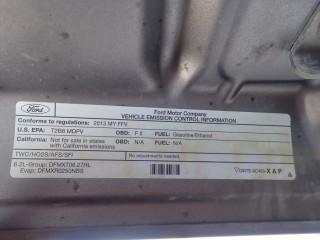 Ford
Ford Motor Company
VEHICLE EMISSION CONTROL INFORMATION
Conforms to regulations: 2013 MY FFV
U.S. EPA: T2B8 MDPV OBD: F II FUEL: Gasoline/Ethanol
California: Not for sale in states with California emissions OBD: N/A FUEL: N/A
TWC/HO2S/AFS/SFI No adjustments needed.
6.2L-Group: DFMXT06.27HL
Evap: DFMXR0250NBS
XAP